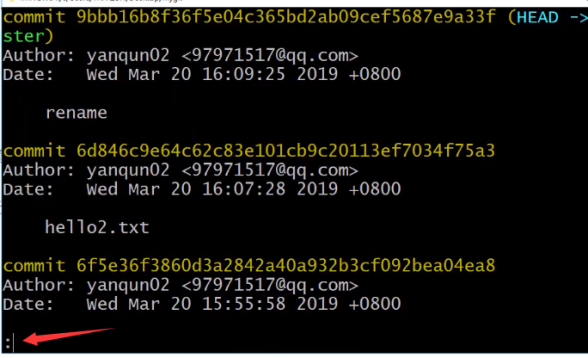 commit 9bbb16b8f36f5e04c365bd2ab09cef5687e9a33f (HEAD ->
ster)
Author: yanqun02 <97971517@qq.com>
Date:   Wed Mar 20 16:09:25 2019 +0800
    rename
commit 6d846c9e64c62c83e101cb9c20113ef7034f75a3
Author: yanqun02 <97971517@qq.com>
Date:   Wed Mar 20 16:07:28 2019 +0800
    hello2.txt
commit 6f5e36f3860d3a2842a40a932b3cf092bea04ea8
Author: yanqun02 <97971517@qq.com>
Date:   Wed Mar 20 15:55:58 2019 +0800
: